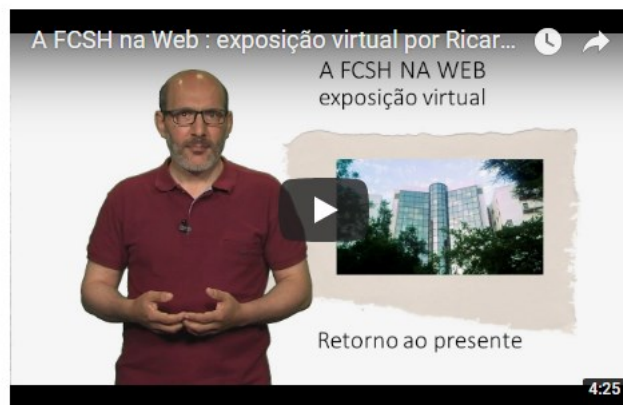 A FCSH na Web : exposição virtual por Ricar...
A FCSH NA WEB
exposição virtual
Retorno ao presente
4:25